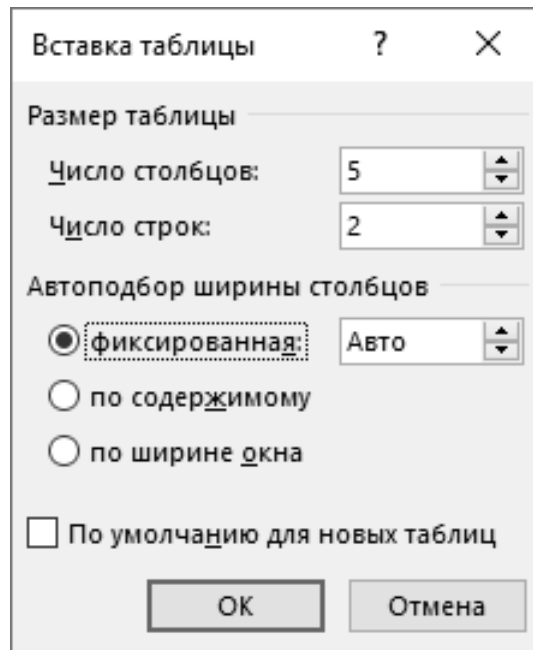 Вставка таблицы ? ×
Размер таблицы
Число столбцов: 5
Число строк: 2
Автоподбор ширины столбцов
фиксированная: Авто
по содержимому
по ширине окна
По умолчанию для новых таблиц
ОК Отмена